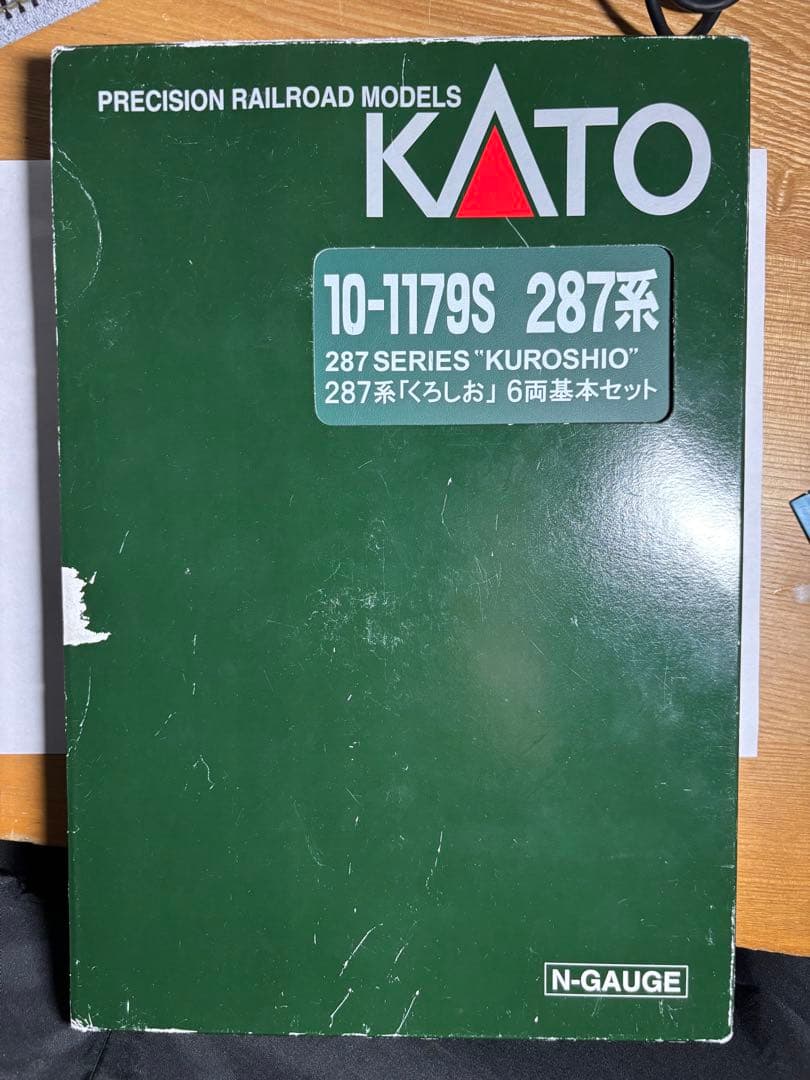 PRECISION RAILROAD MODELS
KATO
10-1179S 287系
287 SERIES "KUROSHIO"
287系「くろしお」 6両基本セット
N-GAUGE